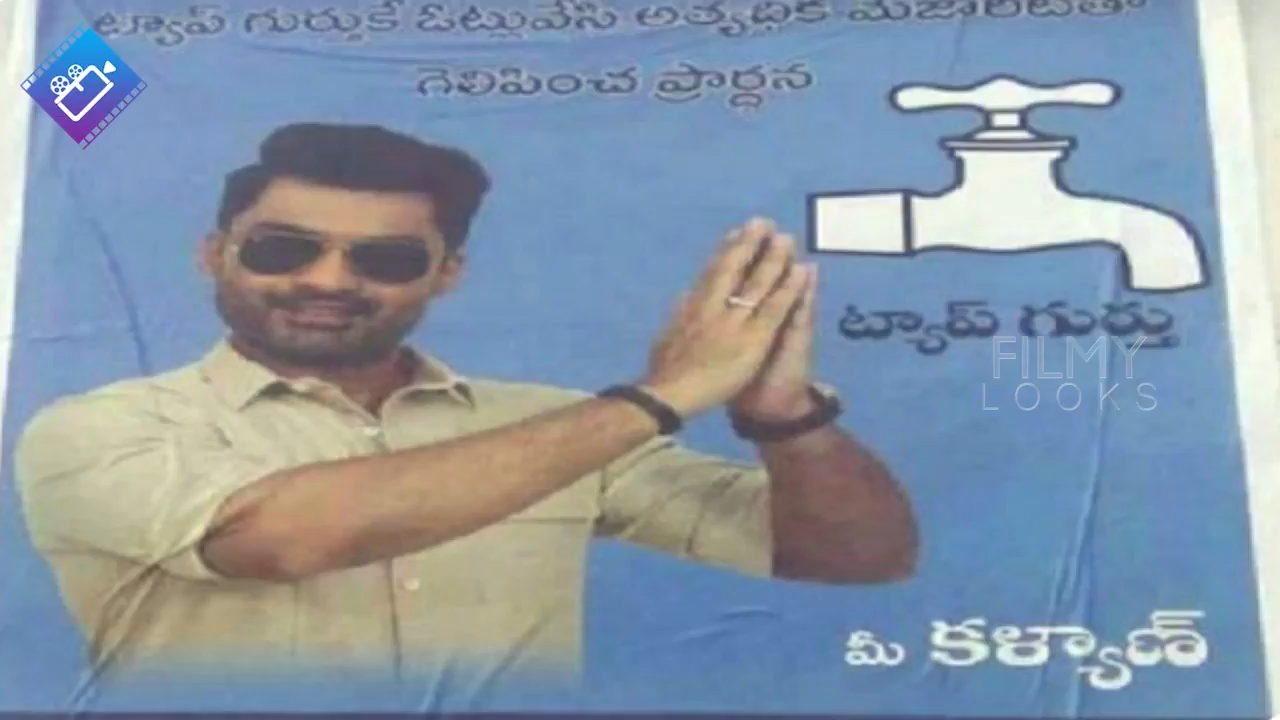 ట్యాప్ గుర్తుకే ఓట్లువేసి అత్యధిక మెజారిటీతో
గెలిపించ ప్రార్ధన
ట్యాప్ గుర్తు
FILMY
LOOKS
మీ కళ్యాణ్